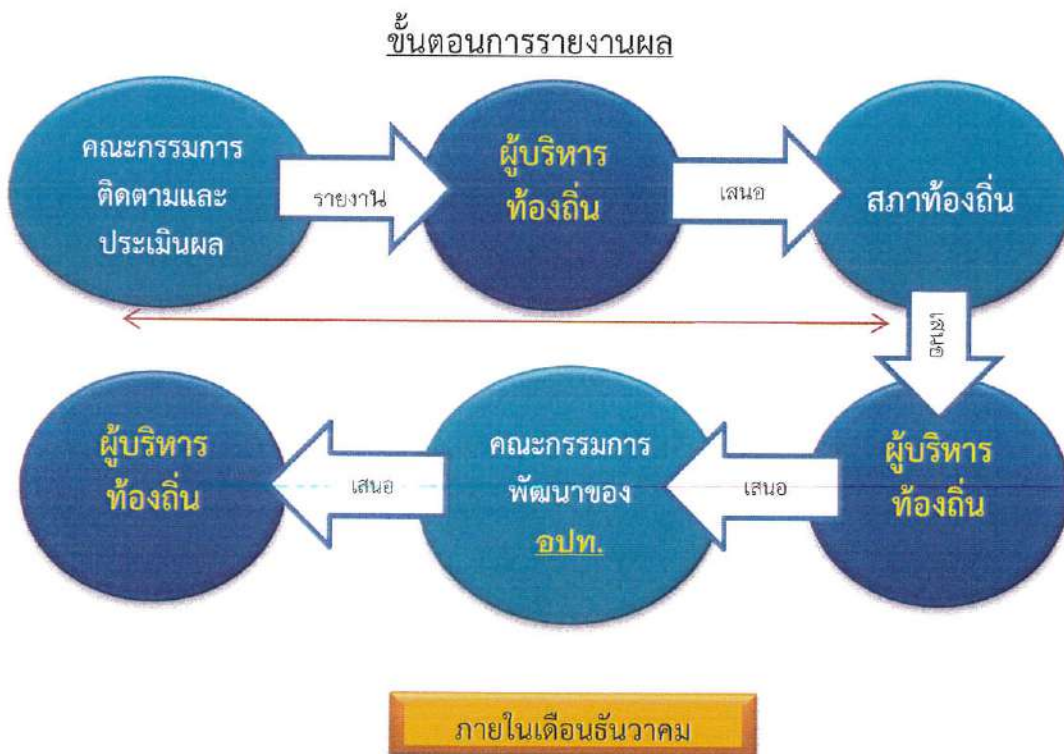 ขั้นตอนการรายงานผล
คณะกรรมการ
ติดตามและ
ประเมินผล
รายงาน
ผู้บริหาร
ท้องถิ่น
เสนอ
สภาท้องถิ่น
เสนอ
ผู้บริหาร
ท้องถิ่น
เสนอ
คณะกรรมการ
พัฒนาของ
อปท.
เสนอ
ผู้บริหาร
ท้องถิ่น
ภายในเดือนธันวาคม